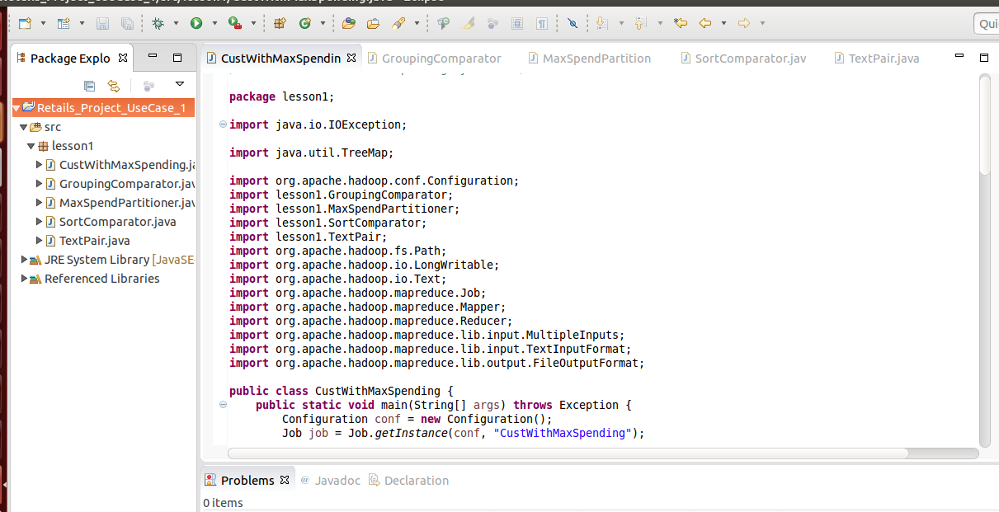 Qui
Package Explo
Retails_Project_UseCase_1
src
lesson1
CustWithMaxSpending.ja
GroupingComparator.jav
MaxSpendPartitioner.jav
SortComparator.java
TextPair.java
JRE System Library [JavaSE
Referenced Libraries
CustWithMaxSpendin GroupingComparator MaxSpendPartition SortComparator.jav TextPair.java
package lesson1;
import java.io.IOException;
import java.util.TreeMap;
import org.apache.hadoop.conf.Configuration;
import lesson1.GroupingComparator;
import lesson1.MaxSpendPartitioner;
import lesson1.SortComparator;
import lesson1.TextPair;
import org.apache.hadoop.fs.Path;
import org.apache.hadoop.io.LongWritable;
import org.apache.hadoop.io.Text;
import org.apache.hadoop.mapreduce.Job;
import org.apache.hadoop.mapreduce.Mapper;
import org.apache.hadoop.mapreduce.Reducer;
import org.apache.hadoop.mapreduce.lib.input.MultipleInputs;
import org.apache.hadoop.mapreduce.lib.input.TextInputFormat;
import org.apache.hadoop.mapreduce.lib.output.FileOutputFormat;
public class CustWithMaxSpending {
public static void main(String[] args) throws Exception {
Configuration conf = new Configuration();
Job job = Job.getInstance(conf, "CustWithMaxSpending");
Problems @ Javadoc Declaration
0 items